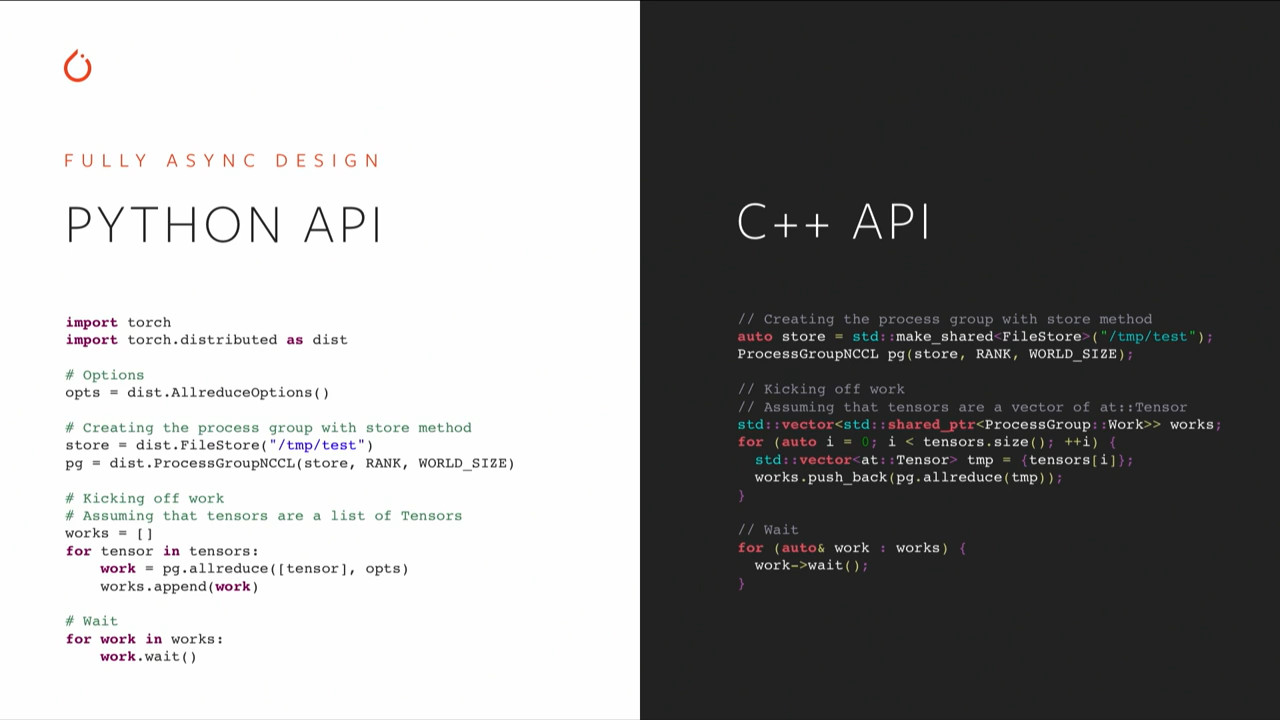 FULLY ASYNC DESIGN
PYTHON API
import torch
import torch.distributed as dist
# Options
opts = dist.AllreduceOptions()
# Creating the process group with store method
store = dist.FileStore("/tmp/test")
pg = dist.ProcessGroupNCCL(store, RANK, WORLD_SIZE)
# Kicking off work
# Assuming that tensors are a list of Tensors
works = []
for tensor in tensors:
    work = pg.allreduce([tensor], opts)
    works.append(work)
# Wait
for work in works:
    work.wait()
C++ API
// Creating the process group with store method
auto store = std::make_shared<FileStore>("/tmp/test");
ProcessGroupNCCL pg(store, RANK, WORLD_SIZE);
// Kicking off work
// Assuming that tensors are a vector of at::Tensor
std::vector<std::shared_ptr<ProcessGroup::Work>> works;
for (auto i = 0; i < tensors.size(); ++i) {
  std::vector<at::Tensor> tmp = {tensors[i]};
  works.push_back(pg.allreduce(tmp));
}
// Wait
for (auto& work : works) {
  work->wait();
}